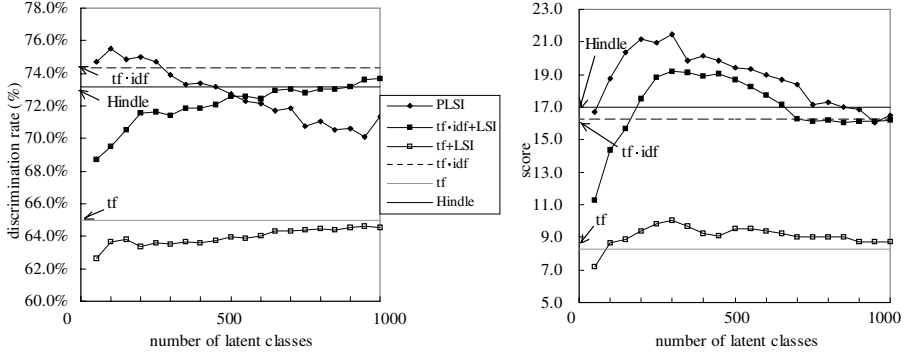 78.0%
76.0%
74.0%
72.0%
70.0%
68.0%
66.0%
64.0%
62.0%
60.0%
discrimination rate (%)
tf·idf
Hindle
tf
0
500
1000
number of latent classes
PLSI
tf·idf+LSI
tf+LSI
tf·idf
tf
Hindle
23.0
21.0
19.0
17.0
15.0
13.0
11.0
9.0
7.0
5.0
score
Hindle
tf·idf
tf
0
500
1000
number of latent classes